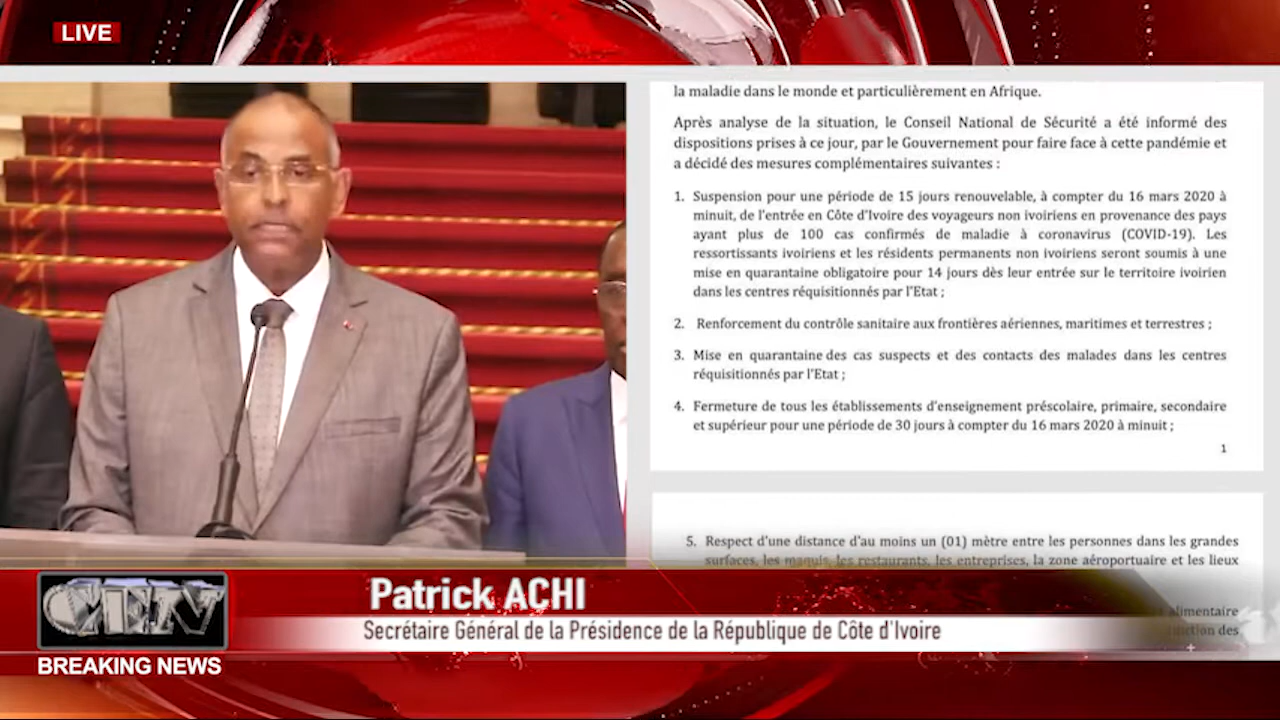 LIVE
la maladie dans le monde et particulièrement en Afrique.
Après analyse de la situation, le Conseil National de Sécurité a été informé des
dispositions prises à ce jour, par le Gouvernement pour faire face à cette pandémie et
a décidé des mesures complémentaires suivantes :
1. Suspension pour une période de 15 jours renouvelable, à compter du 16 mars 2020 à
minuit, de l'entrée en Côte d'Ivoire des voyageurs non ivoiriens en provenance des pays
ayant plus de 100 cas confirmés de maladie à coronavirus (COVID-19). Les
ressortissants ivoiriens et les résidents permanents non ivoiriens seront soumis à une
mise en quarantaine obligatoire pour 14 jours dès leur entrée sur le territoire ivoirien
dans les centres réquisitionnés par l'Etat ;
2. Renforcement du contrôle sanitaire aux frontières aériennes, maritimes et terrestres ;
3. Mise en quarantaine des cas suspects et des contacts des malades dans les centres
réquisitionnés par l'Etat ;
4. Fermeture de tous les établissements d'enseignement préscolaire, primaire, secondaire
et supérieur pour une période de 30 jours à compter du 16 mars 2020 à minuit ;
1
5. Respect d'une distance d'au moins un (01) mètre entre les personnes dans les grandes
surfaces, les maquis, les restaurants, les entreprises, la zone aéroportuaire et les lieux
alimentaire
des
Patrick ACHI
Secrétaire Général de la Présidence de la République de Côte d'Ivoire
BREAKING NEWS